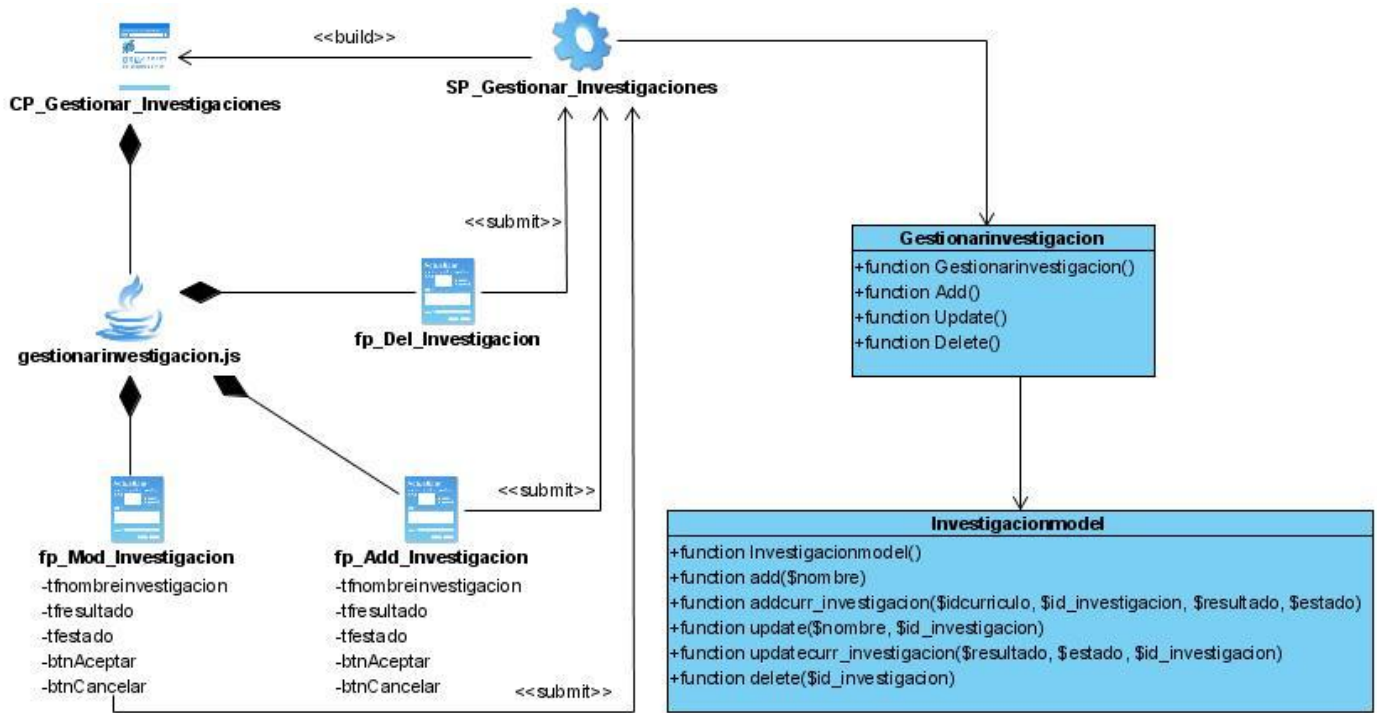 <<build>>
CP_Gestionar_Investigaciones
SP_Gestionar_Investigaciones
<<submit>>
gestionarinvestigacion.js
fp_Del_Investigacion
Gestionarinvestigacion
+function Gestionarinvestigacion()
+function Add()
+function Update()
+function Delete()
<<submit>>
fp_Mod_Investigacion
-tfnombreinvestigacion
-tfresultado
-tfestado
-btnAceptar
-btnCancelar
fp_Add_Investigacion
-tfnombreinvestigacion
-tfresultado
-tfestado
-btnAceptar
-btnCancelar
<<submit>>
Investigacionmodel
+function Investigacionmodel()
+function add($nombre)
+function addcurr_investigacion($idcurriculo, $id_investigacion, $resultado, $estado)
+function update($nombre, $id_investigacion)
+function updatecurr_investigacion($resultado, $estado, $id_investigacion)
+function delete($id_investigacion)